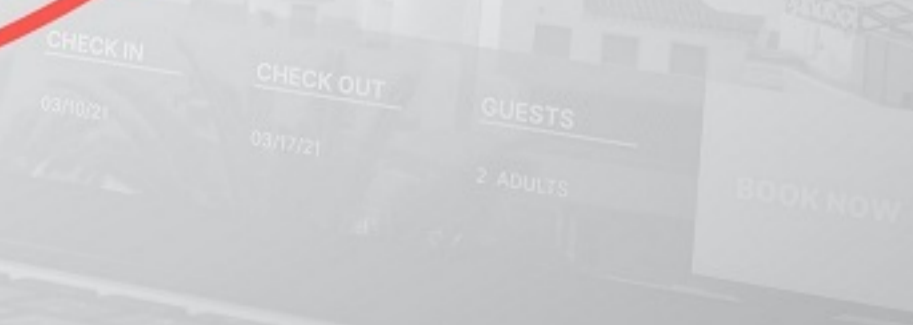 CHECK IN
03/10/21
CHECK OUT
03/17/21
GUESTS
2 ADULTS
BOOK NOW